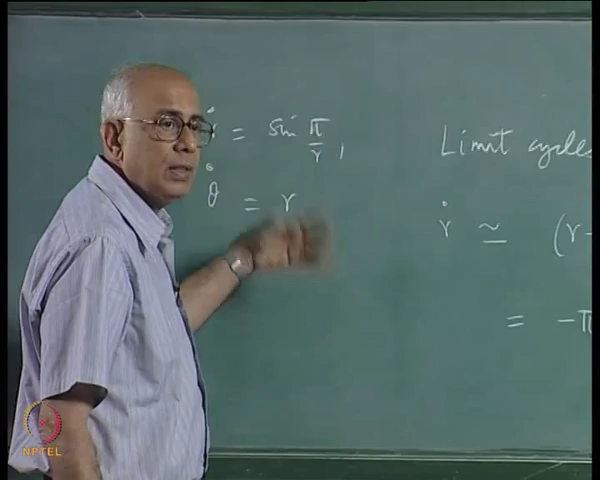 = sin π/r ,
θ̇ = r
Limit cycles
ṙ ≃ (r-
= -π
NPTEL